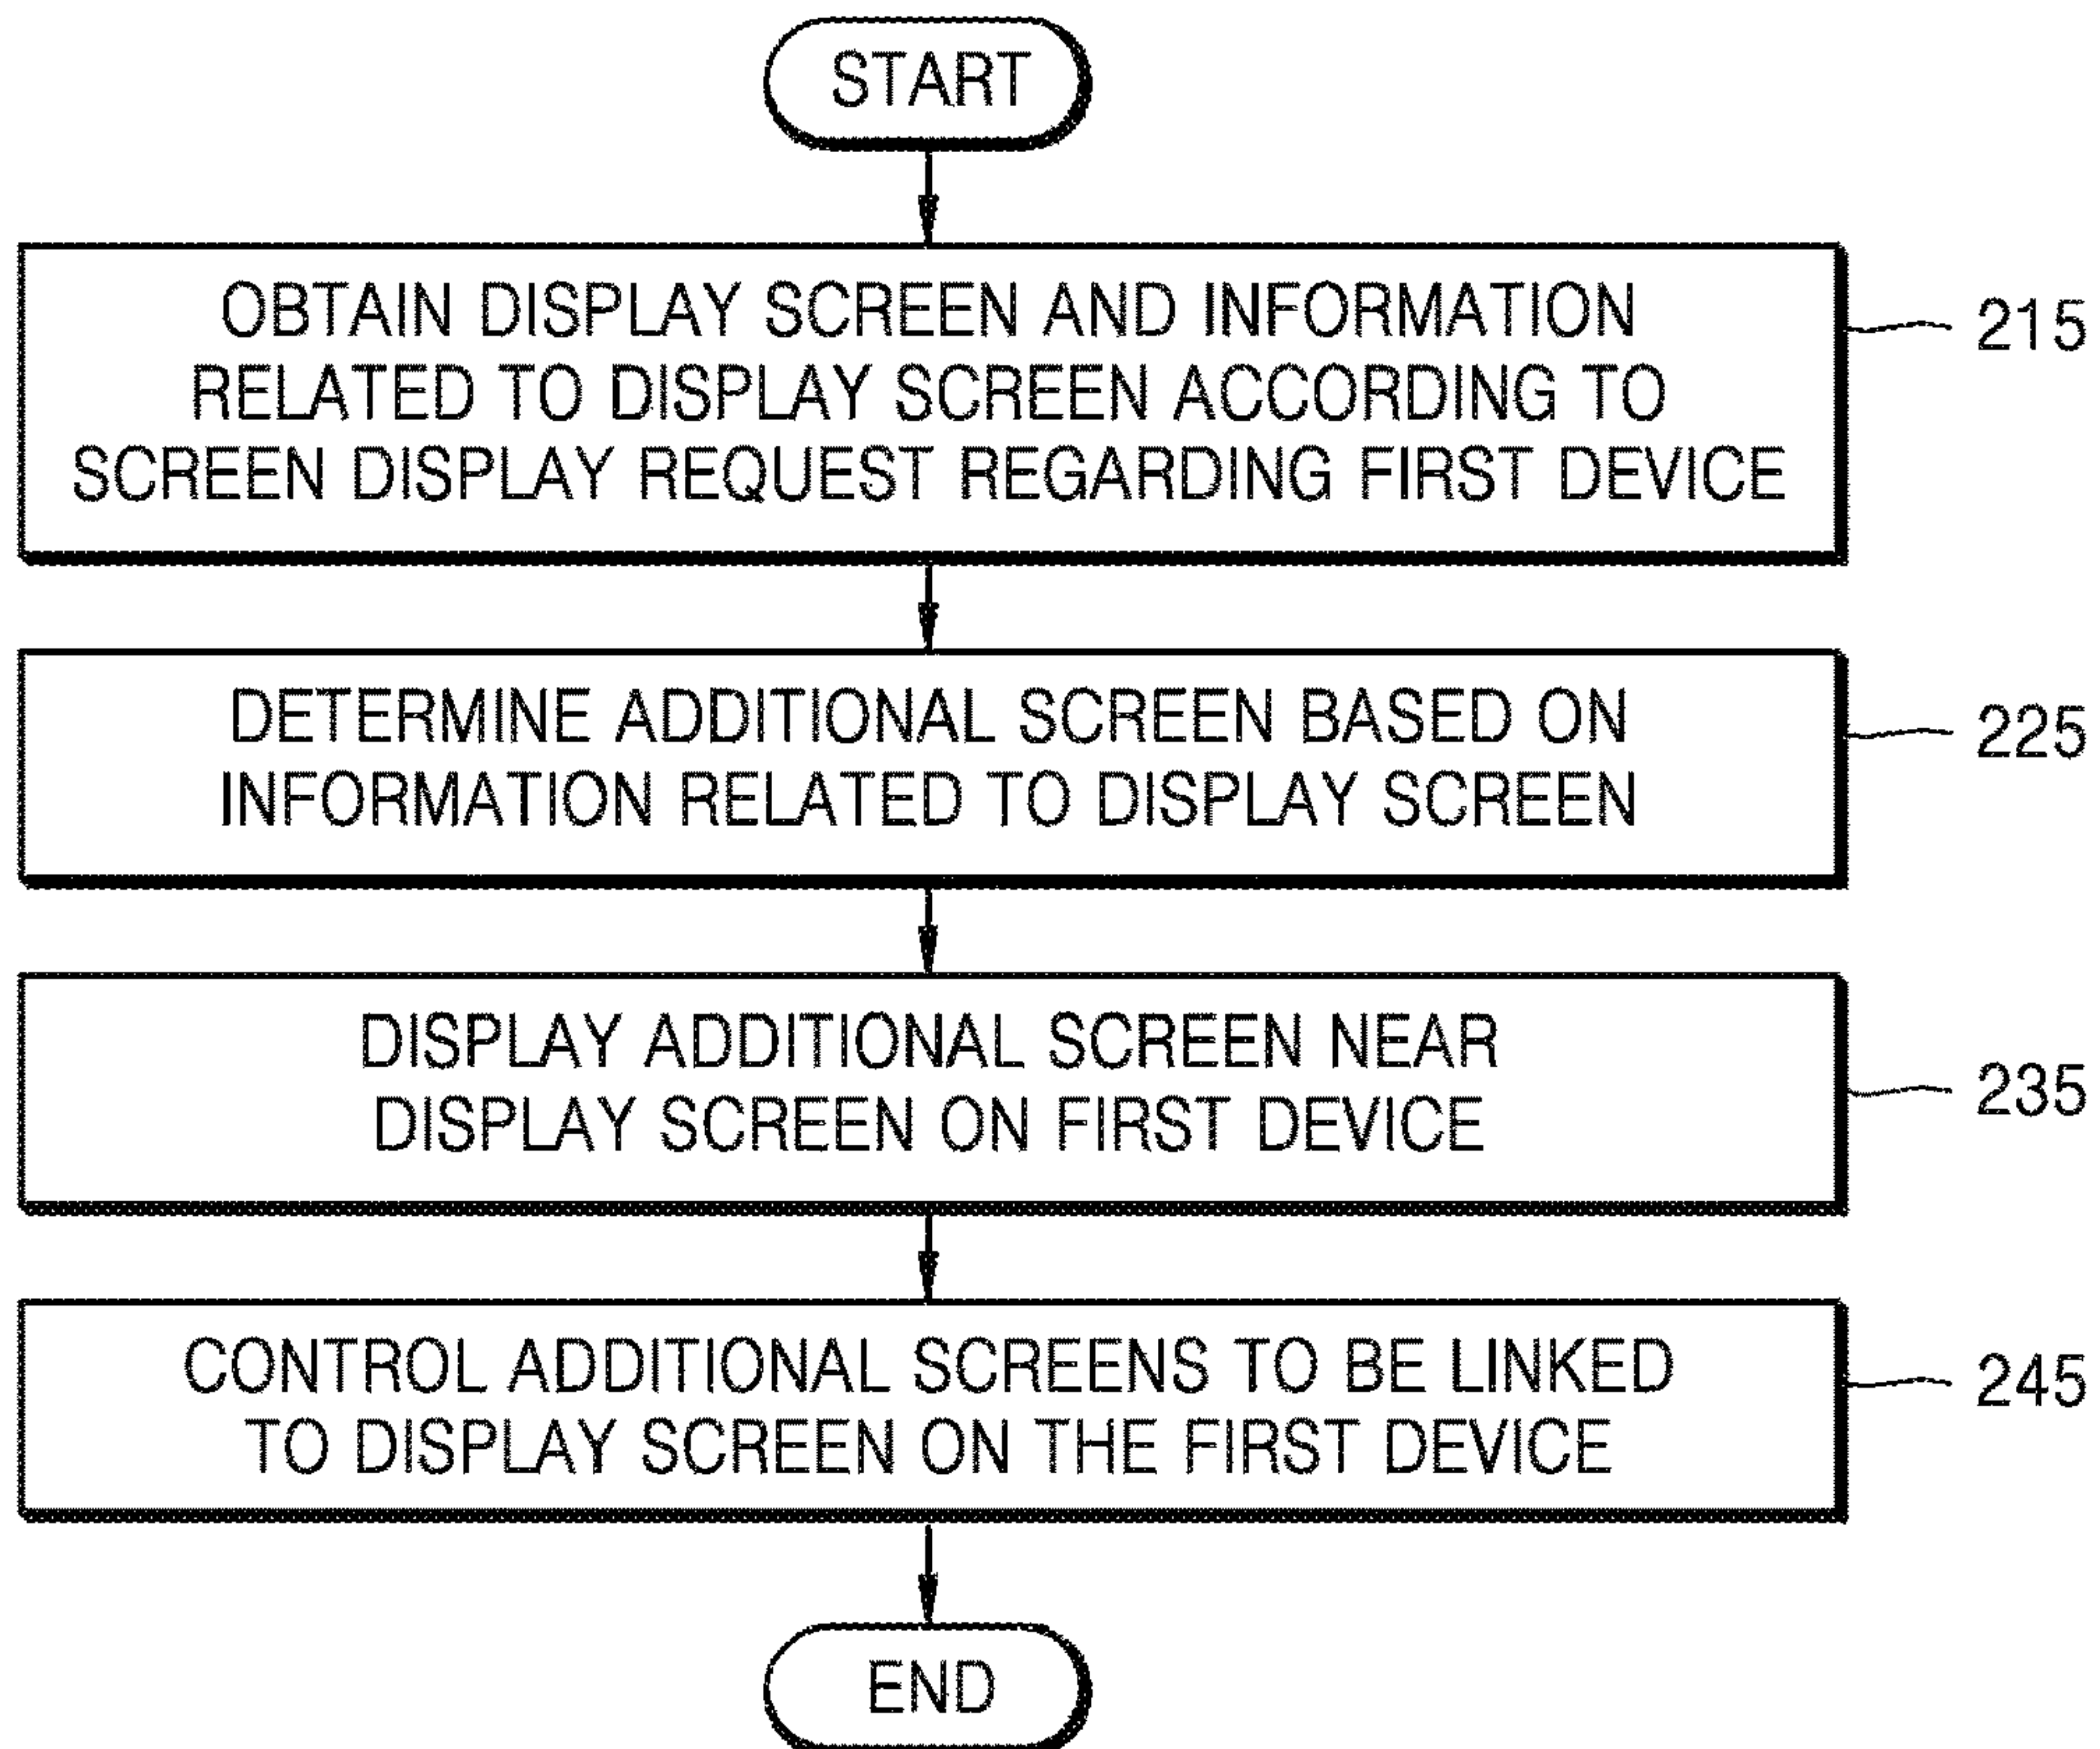 START
OBTAIN DISPLAY SCREEN AND INFORMATION
RELATED TO DISPLAY SCREEN ACCORDING TO
SCREEN DISPLAY REQUEST REGARDING FIRST DEVICE
215
DETERMINE ADDITIONAL SCREEN BASED ON
INFORMATION RELATED TO DISPLAY SCREEN
225
DISPLAY ADDITIONAL SCREEN NEAR
DISPLAY SCREEN ON FIRST DEVICE
235
CONTROL ADDITIONAL SCREENS TO BE LINKED
TO DISPLAY SCREEN ON THE FIRST DEVICE
245
END